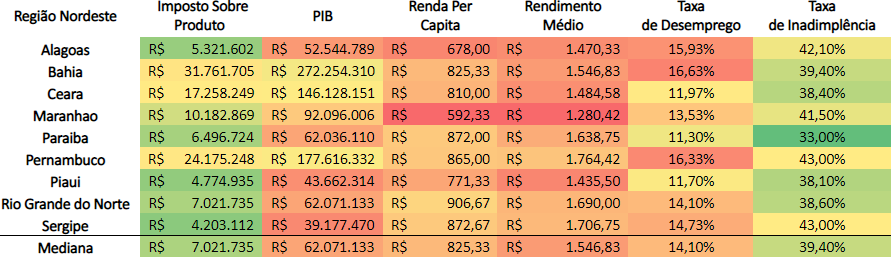 Região Nordeste Imposto Sobre Produto PIB Renda Per Capita Rendimento Médio Taxa de Desemprego Taxa de Inadimplência
Alagoas R$ 5.321.602 R$ 52.544.789 R$ 678,00 R$ 1.470,33 15,93% 42,10%
Bahia R$ 31.761.705 R$ 272.254.310 R$ 825,33 R$ 1.546,83 16,63% 39,40%
Ceara R$ 17.258.249 R$ 146.128.151 R$ 810,00 R$ 1.484,58 11,97% 38,40%
Maranhao R$ 10.182.869 R$ 92.096.006 R$ 592,33 R$ 1.280,42 13,53% 41,50%
Paraiba R$ 6.496.724 R$ 62.036.110 R$ 872,00 R$ 1.638,75 11,30% 33,00%
Pernambuco R$ 24.175.248 R$ 177.616.332 R$ 865,00 R$ 1.764,42 16,33% 43,00%
Piaui R$ 4.774.935 R$ 43.662.314 R$ 771,33 R$ 1.435,50 11,70% 38,10%
Rio Grande do Norte R$ 7.021.735 R$ 62.071.133 R$ 906,67 R$ 1.690,00 14,10% 38,60%
Sergipe R$ 4.203.112 R$ 39.177.470 R$ 872,67 R$ 1.706,75 14,73% 43,00%
Mediana R$ 7.021.735 R$ 62.071.133 R$ 825,33 R$ 1.546,83 14,10% 39,40%